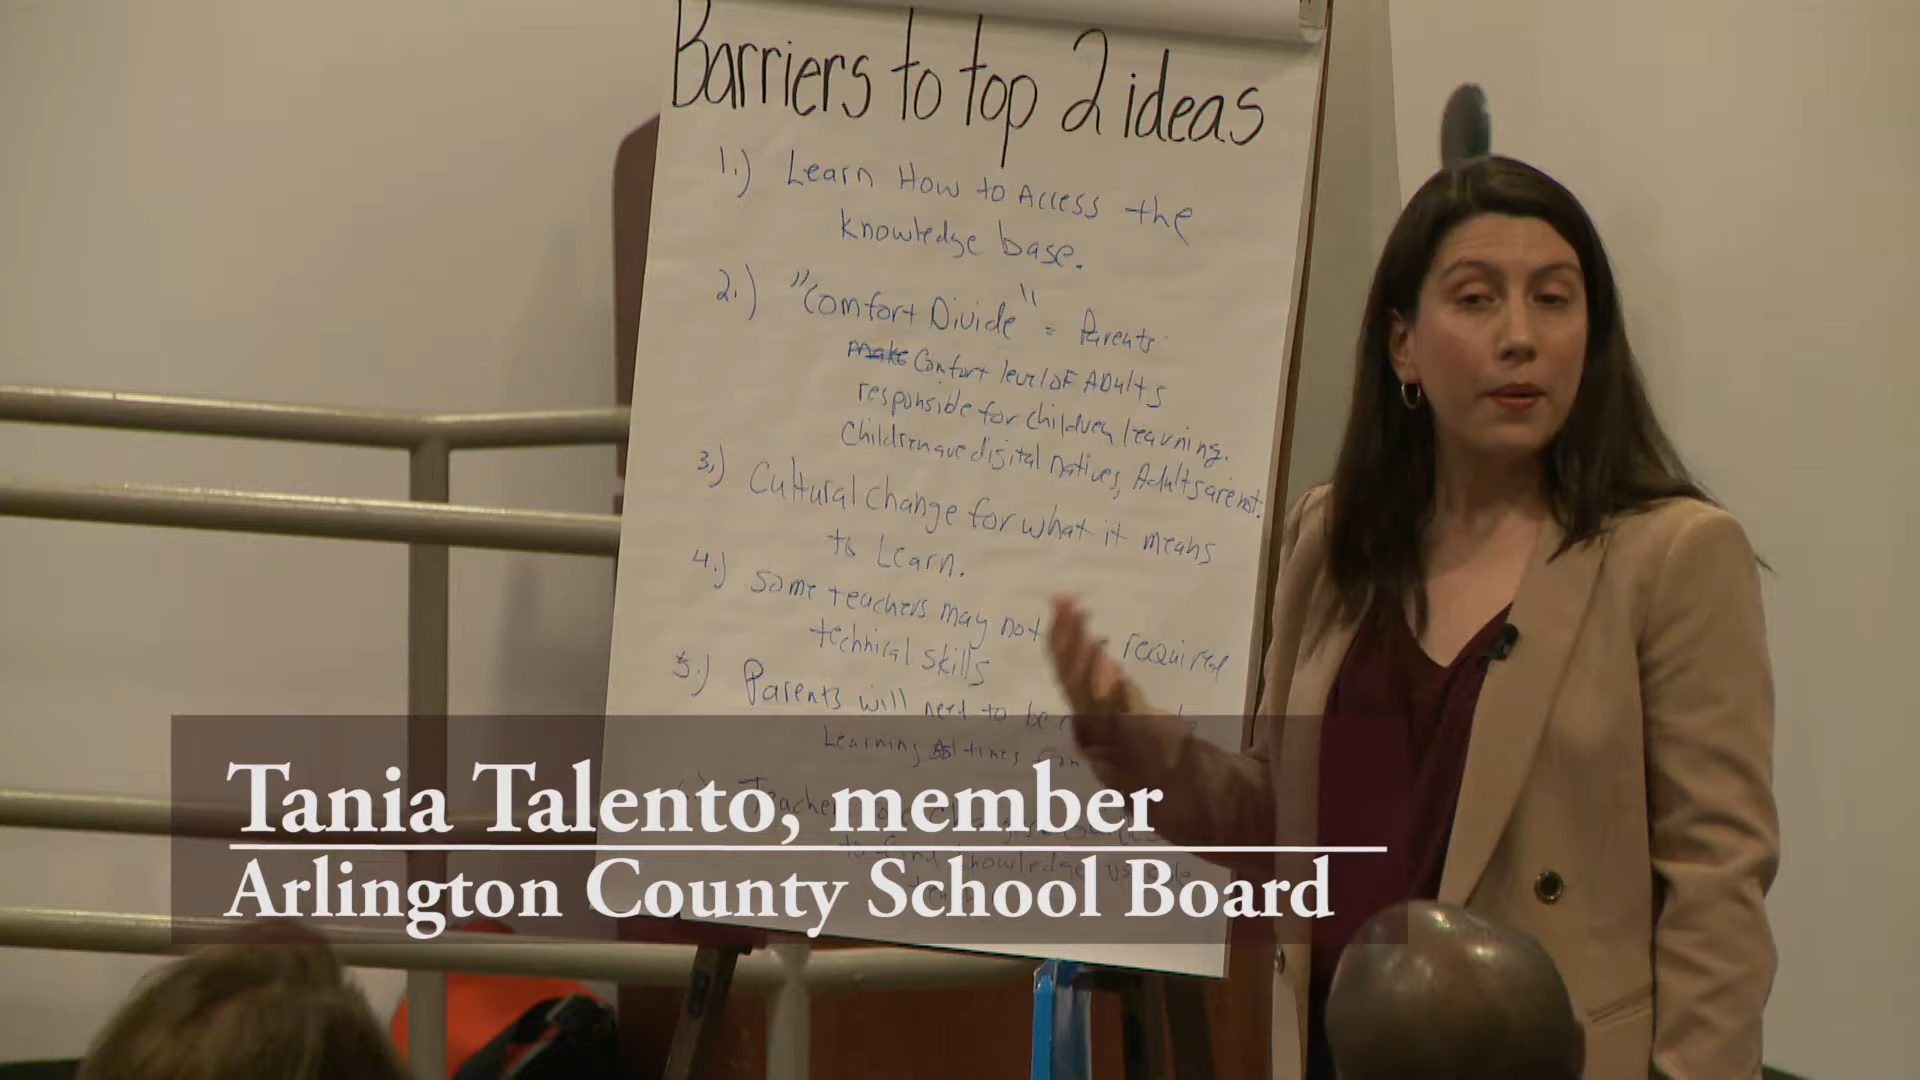 Barriers to top 2 ideas
1.) Learn How to Access the
knowledge base.
2.) "Comfort Divide" = Parents
Make Comfort level of Adults
responsible for children learning.
Children are digital natives, Adults are not.
3.) Cultural change for what it means
to Learn.
4.) Some teachers may not required
technical skills
5.) Parents will need to be
Learning
Tania Talento, member
Arlington County School Board